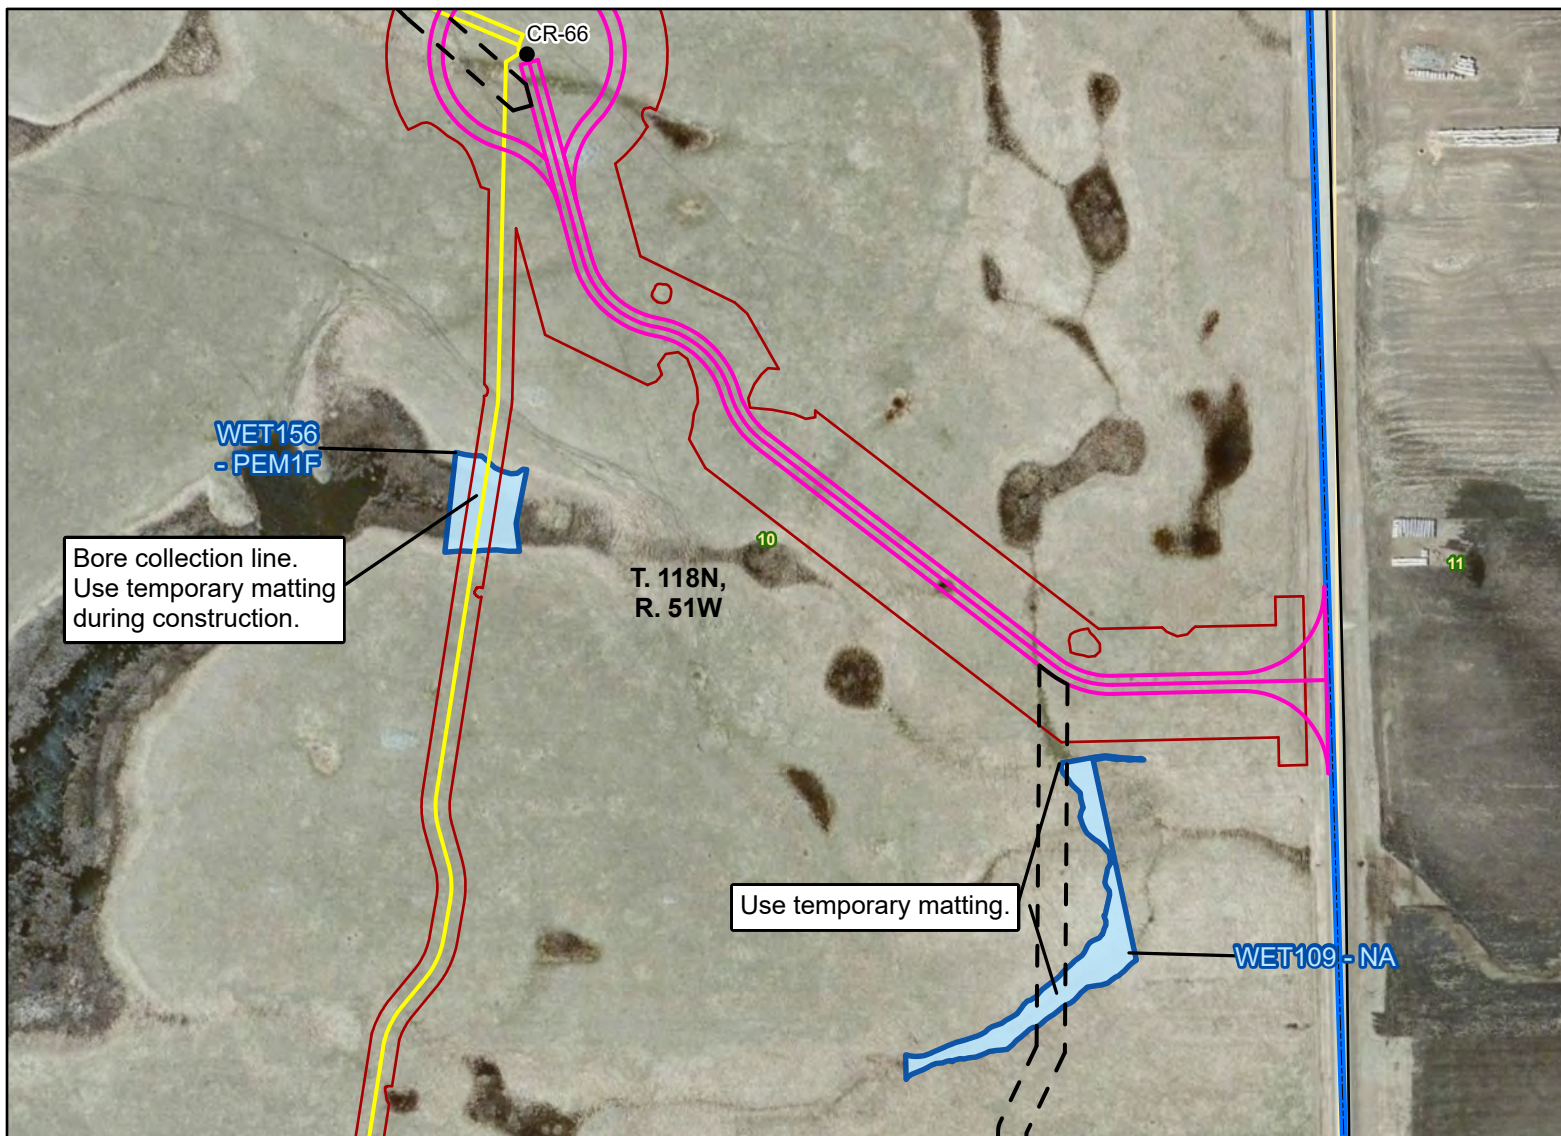 CR-66
WET156
- PEM1F
Bore collection line.
Use temporary matting
during construction.
10
T. 118N,
R. 51W
11
Use temporary matting.
WET109 - NA